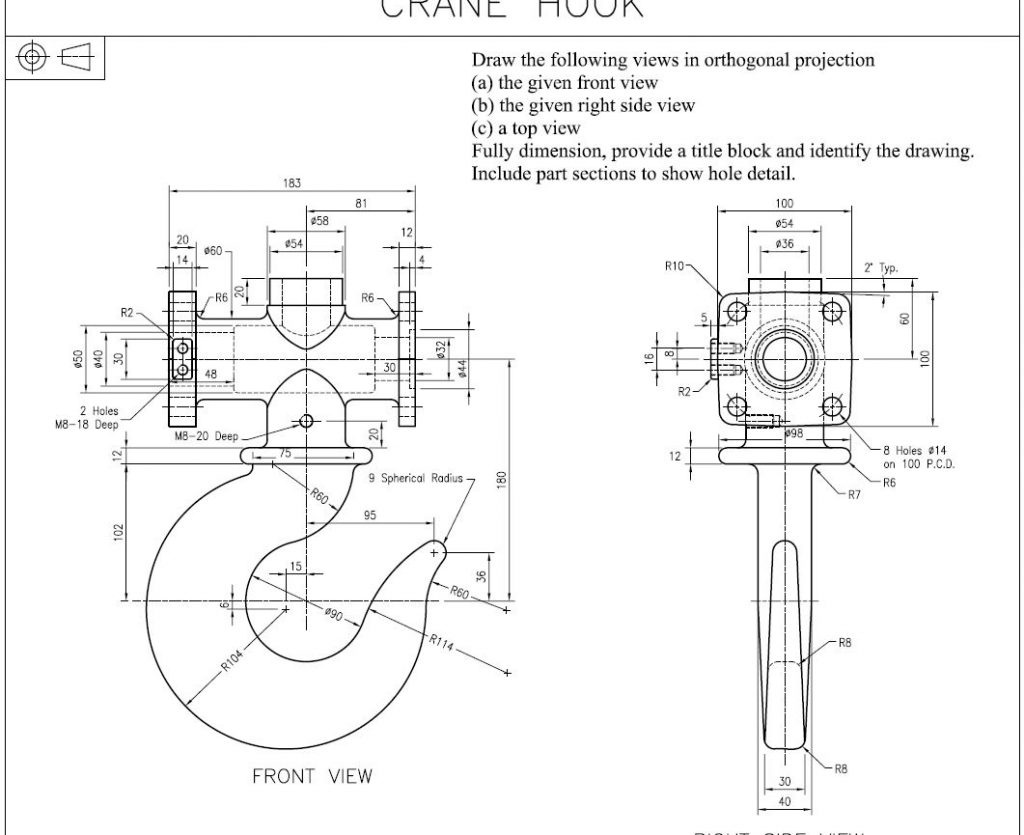 CRANE HOOK
Draw the following views in orthogonal projection
(a) the given front view
(b) the given right side view
(c) a top view
Fully dimension, provide a title block and identify the drawing.
Include part sections to show hole detail.
183
81
ø58
ø54
12
20
14
ø60
4
20
R6
R6
R2
ø50
ø40
30
48
30
ø32
ø44
2 Holes
M8-18 Deep
M8-20 Deep
20
12
75
9 Spherical Radius
R60
95
180
102
15
36
6
ø90
R60
R114
R104
FRONT VIEW
100
ø54
ø36
R10
2° Typ.
5
60
100
16
8
R2
ø98
12
8 Holes ø14
on 100 P.C.D.
R6
R7
R8
R8
30
40
RIGHT SIDE VIEW